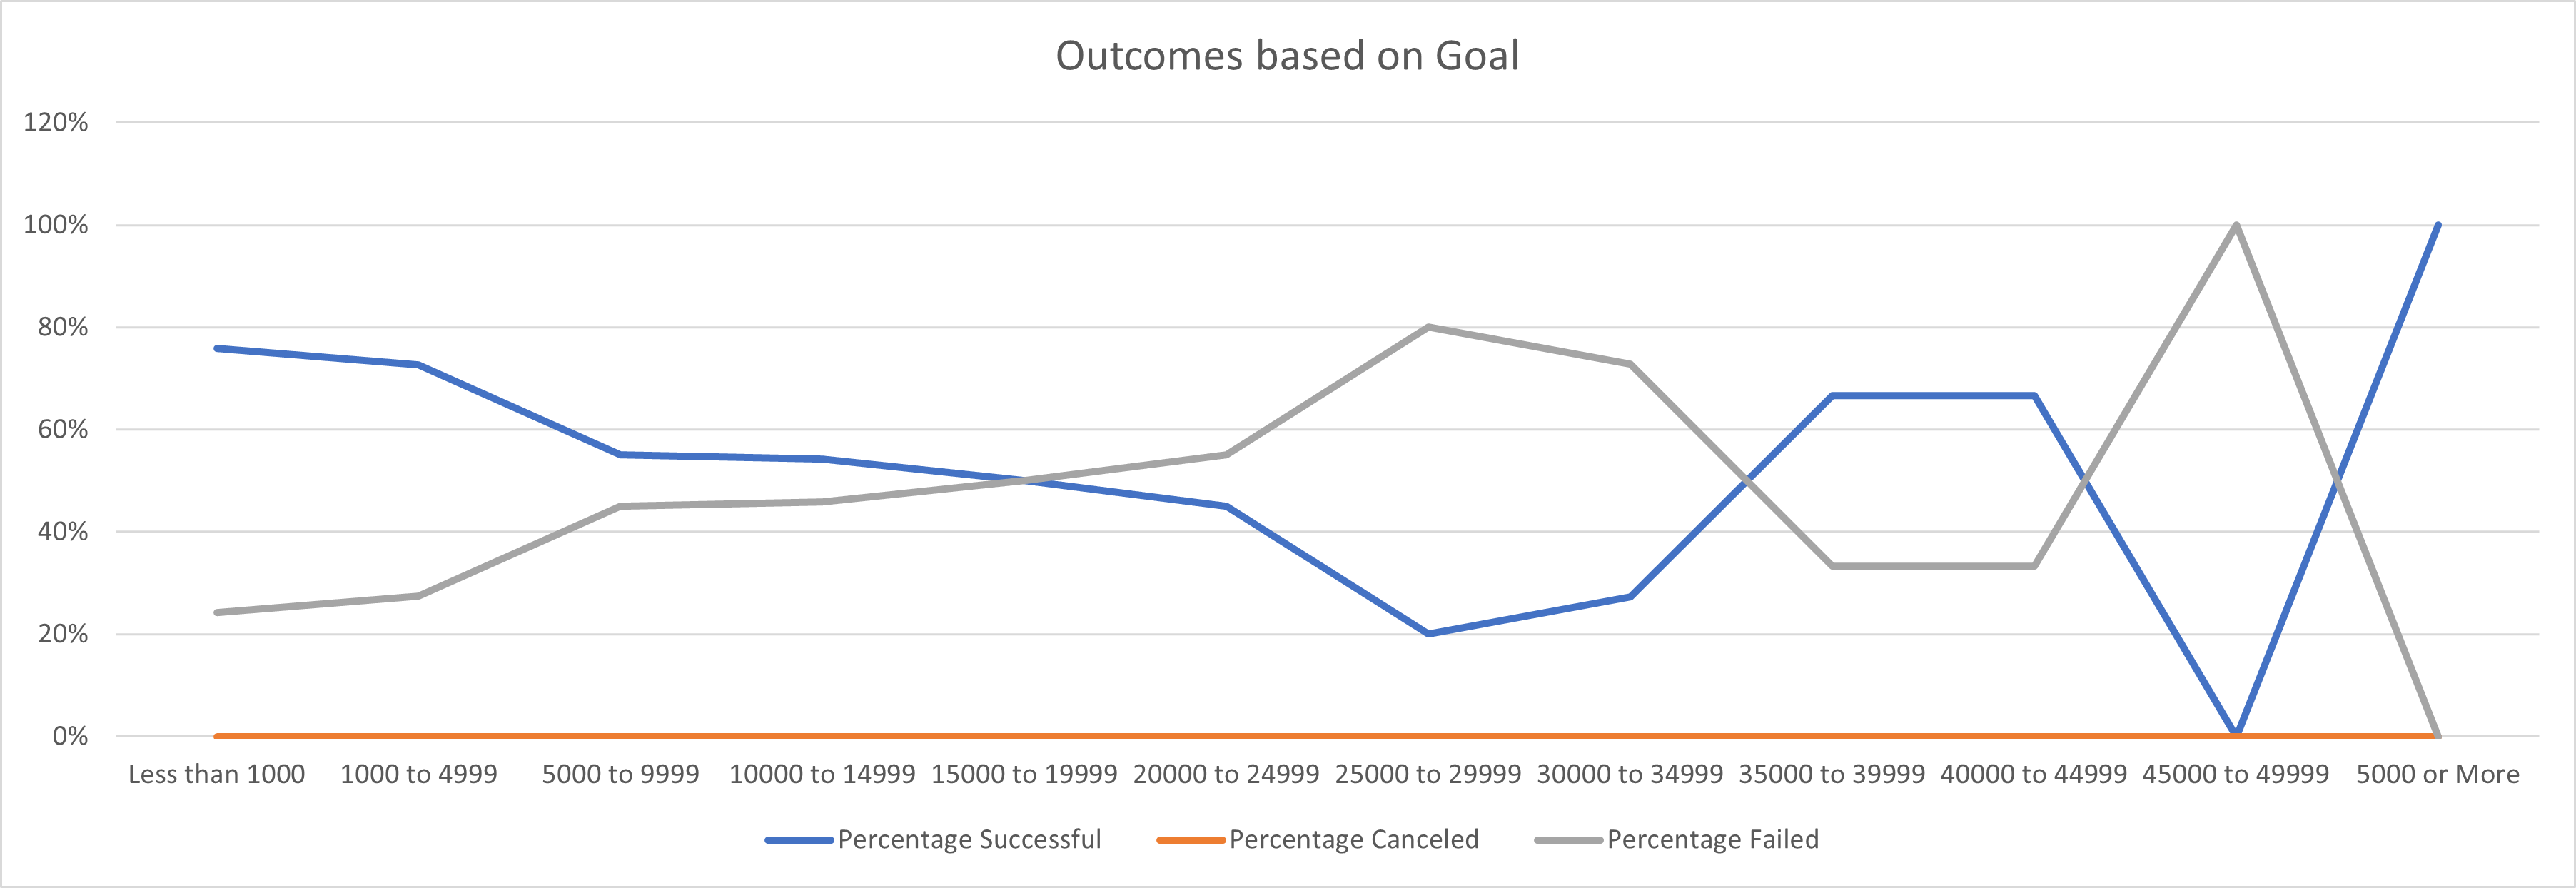 Outcomes based on Goal
120%
100%
80%
60%
40%
20%
0%
Less than 1000 1000 to 4999 5000 to 9999 10000 to 14999 15000 to 19999 20000 to 24999 25000 to 29999 30000 to 34999 35000 to 39999 40000 to 44999 45000 to 49999 5000 or More
Percentage Successful Percentage Canceled Percentage Failed